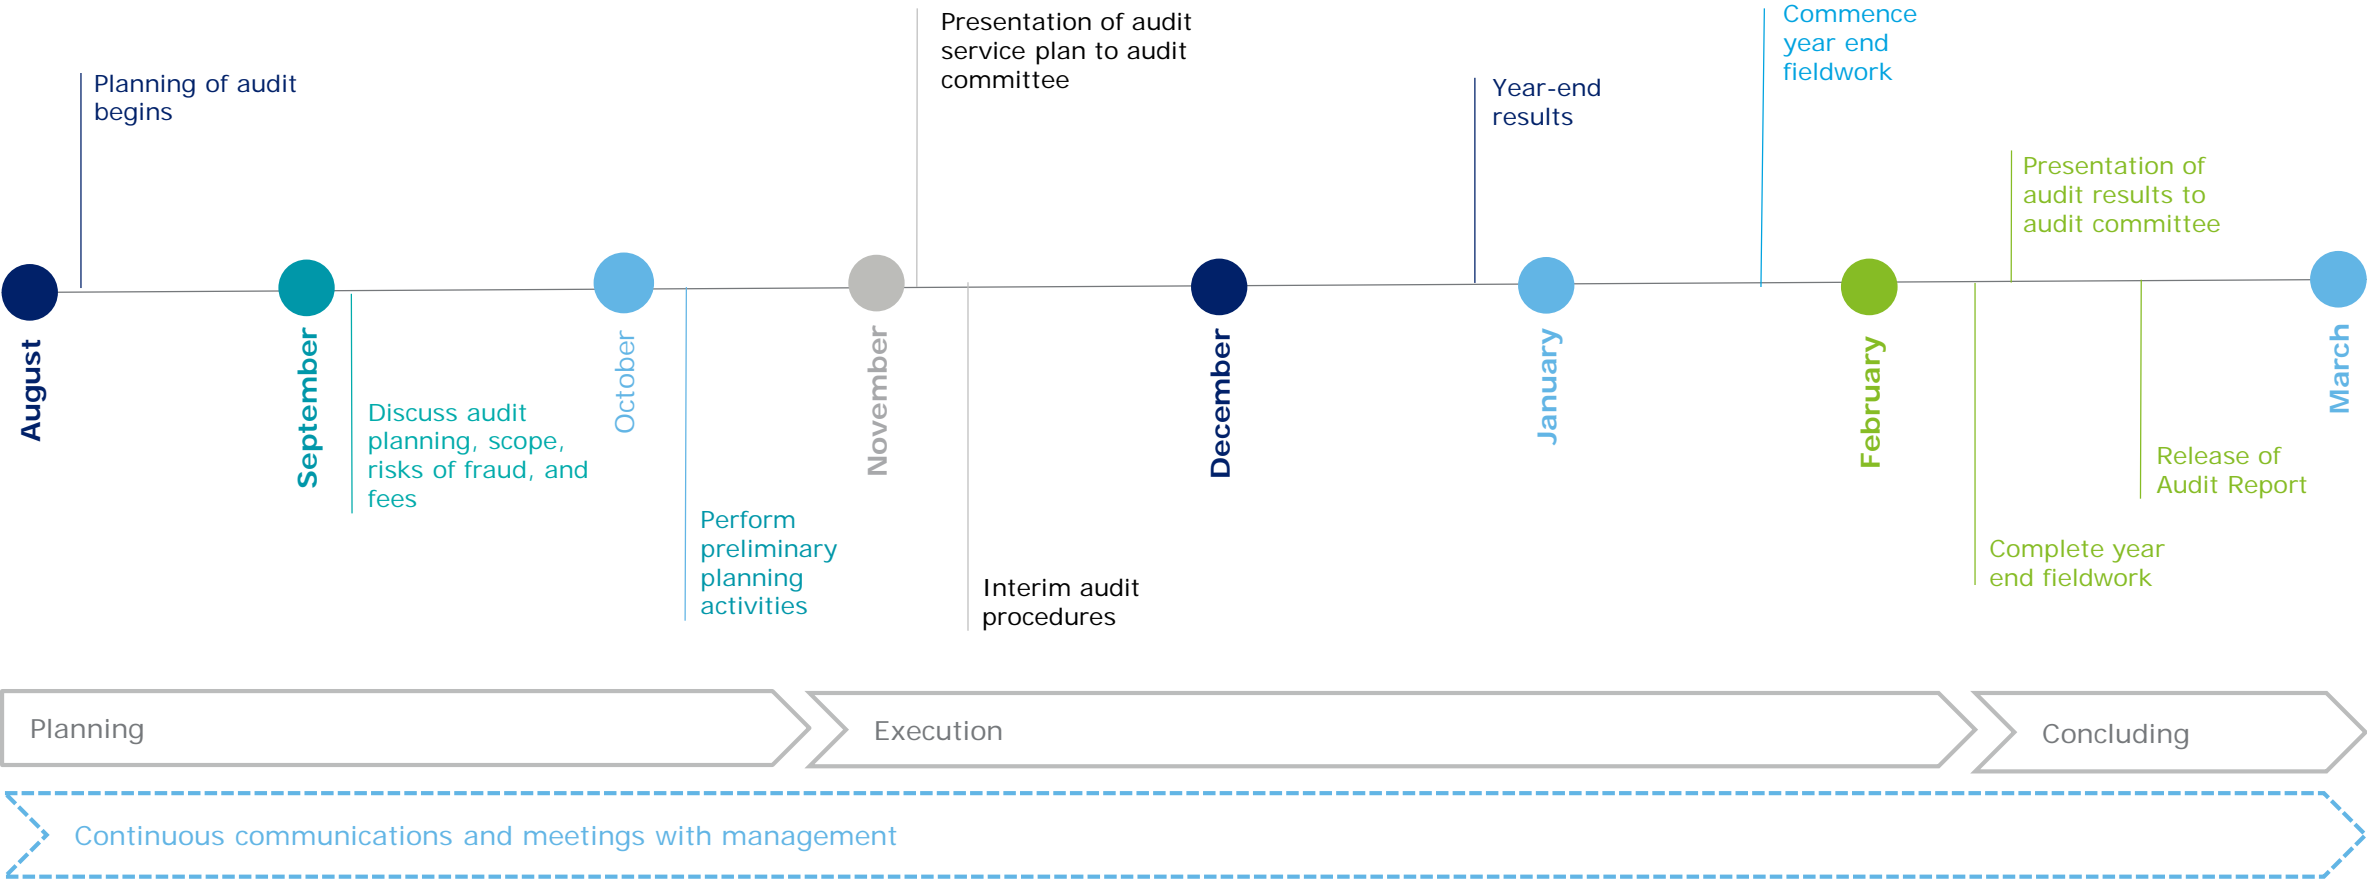 Planning of audit
begins
Presentation of audit
service plan to audit
committee
Year-end
results
Commence
year end
fieldwork
Presentation of
audit results to
audit committee
August
September
October
November
December
January
February
March
Discuss audit
planning, scope,
risks of fraud, and
fees
Perform
preliminary
planning
activities
Interim audit
procedures
Complete year
end fieldwork
Release of
Audit Report
Planning
Execution
Concluding
Continuous communications and meetings with management